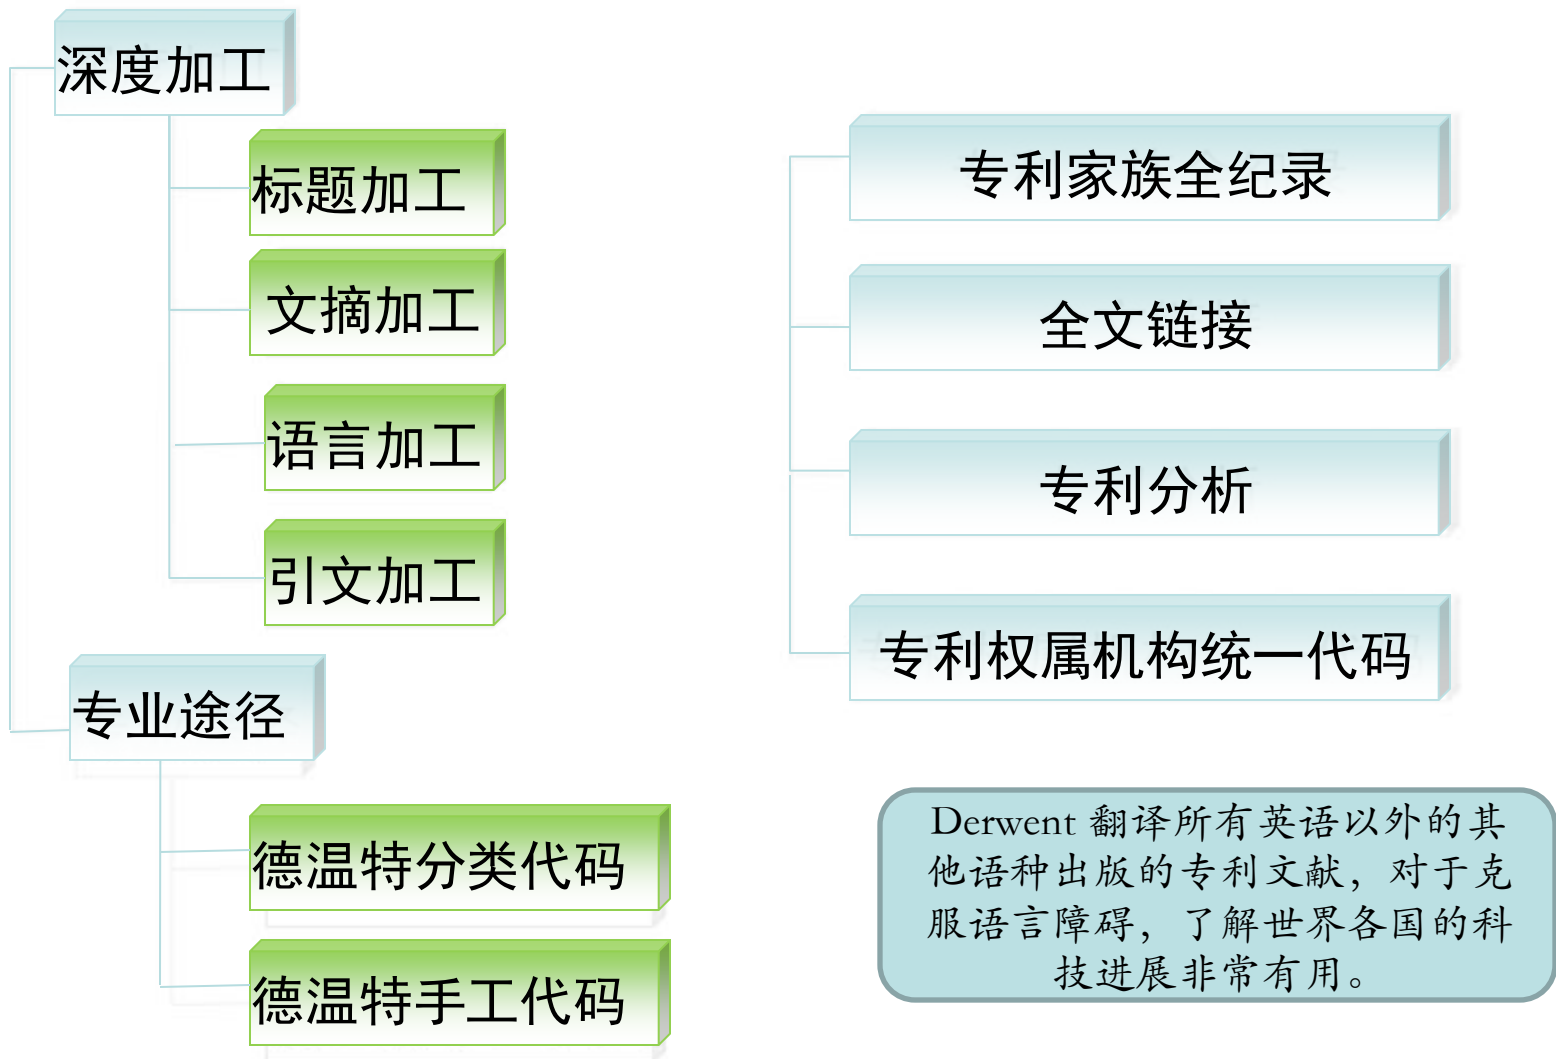 深度加工
标题加工
文摘加工
语言加工
引文加工
专业途径
德温特分类代码
德温特手工代码
专利家族全纪录
全文链接
专利分析
专利权属机构统一代码
Derwent 翻译所有英语以外的其
他语种出版的专利文献，对于克
服语言障碍，了解世界各国的科
技进展非常有用。